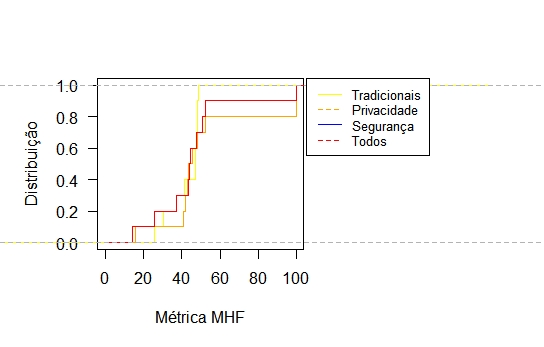 1.0
0.8
0.6
0.4
0.2
0.0
Distribuição
0
20
40
60
80
100
Métrica MHF
Tradicionais
Privacidade
Segurança
Todos